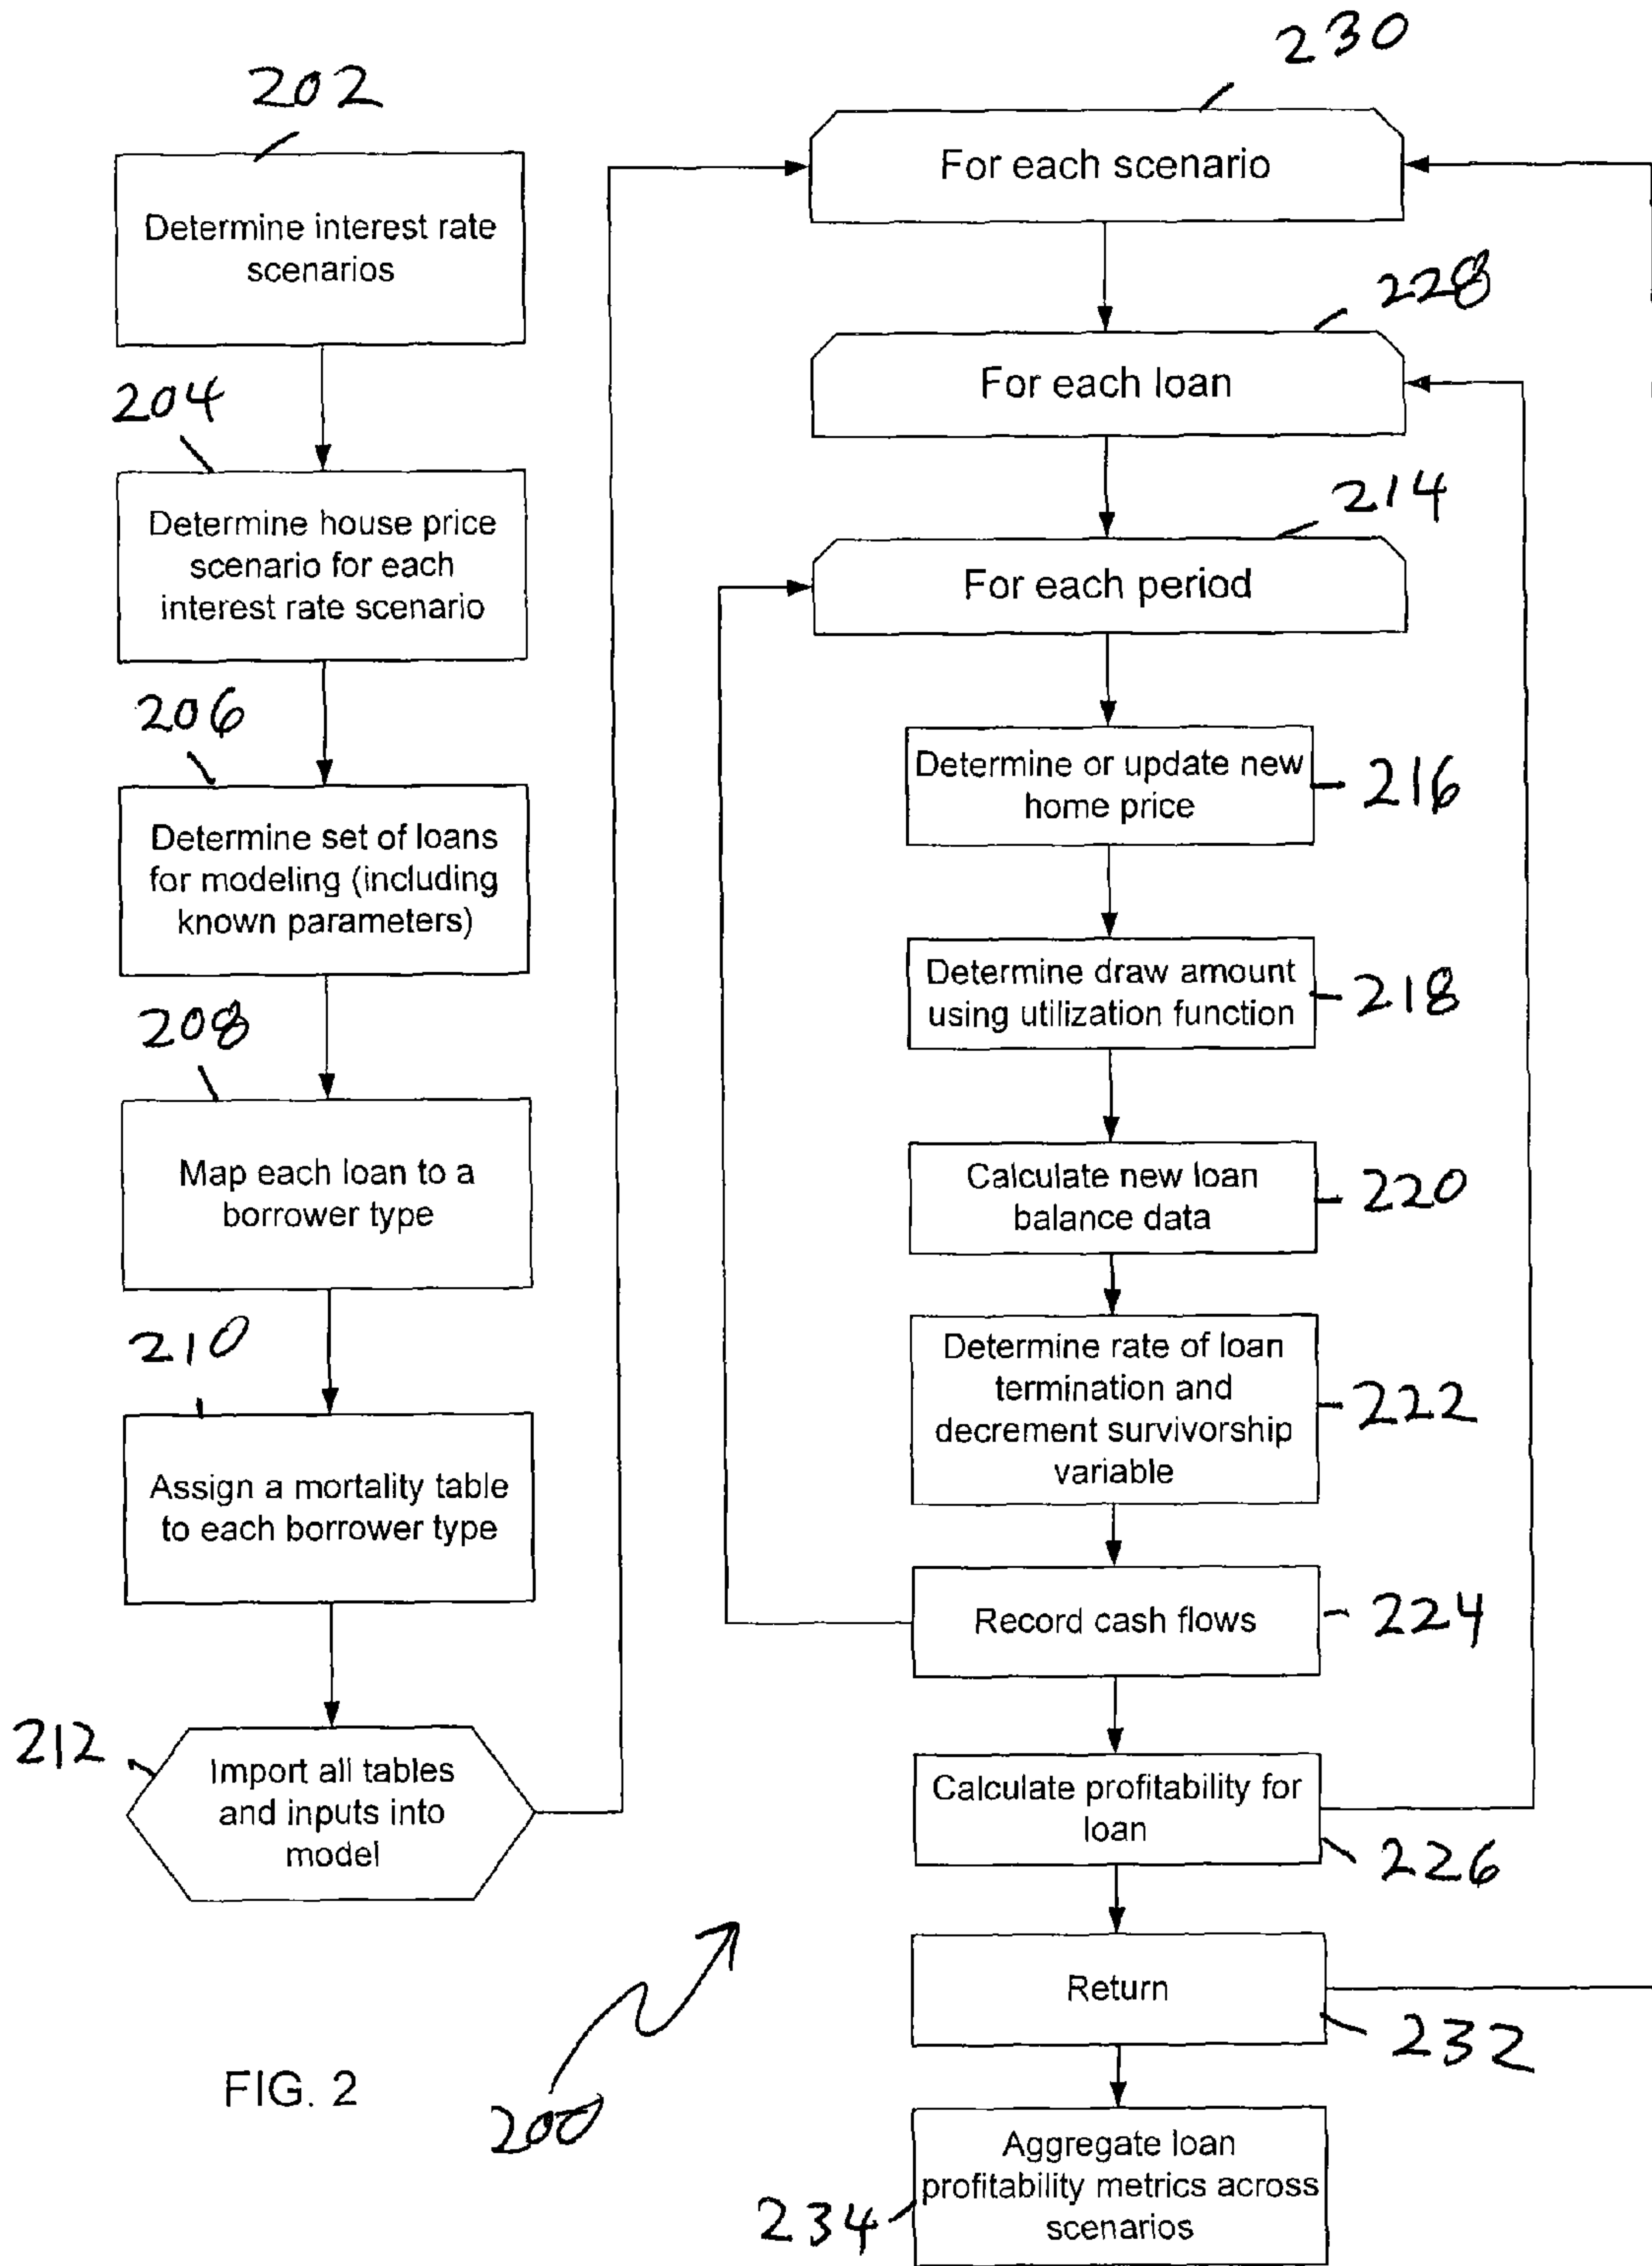 202
Determine interest rate
scenarios
204
Determine house price
scenario for each
interest rate scenario
206
Determine set of loans
for modeling (including
known parameters)
208
Map each loan to a
borrower type
210
Assign a mortality table
to each borrower type
212
Import all tables
and inputs into
model
230
For each scenario
228
For each loan
214
For each period
Determine or update new
home price
216
Determine draw amount
using utilization function
218
Calculate new loan
balance data
220
Determine rate of loan
termination and
decrement survivorship
variable
222
Record cash flows
224
Calculate profitability for
loan
226
Return
232
Aggregate loan
profitability metrics across
scenarios
234
FIG. 2
200